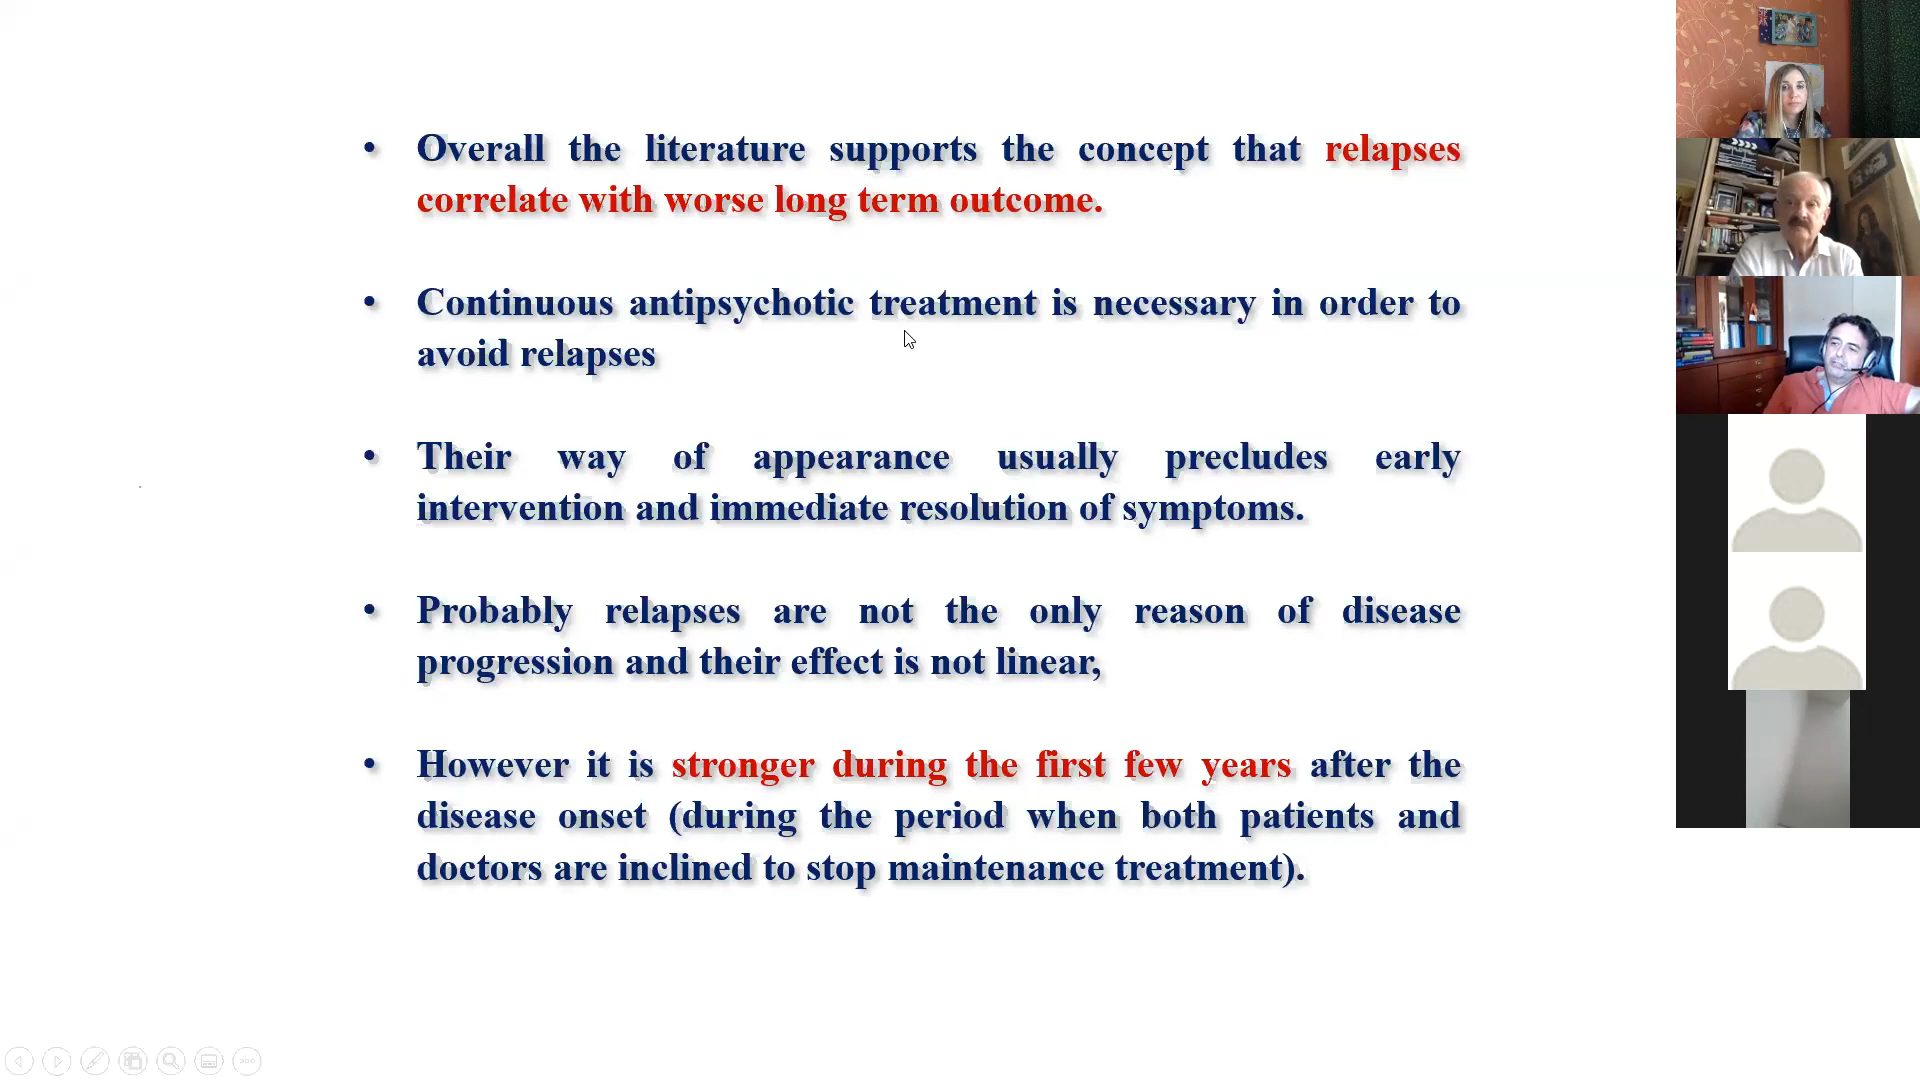 • Overall the literature supports the concept that relapses
correlate with worse long term outcome.
• Continuous antipsychotic treatment is necessary in order to
avoid relapses
• Their way of appearance usually precludes early
intervention and immediate resolution of symptoms.
• Probably relapses are not the only reason of disease
progression and their effect is not linear,
• However it is stronger during the first few years after the
disease onset (during the period when both patients and
doctors are inclined to stop maintenance treatment).